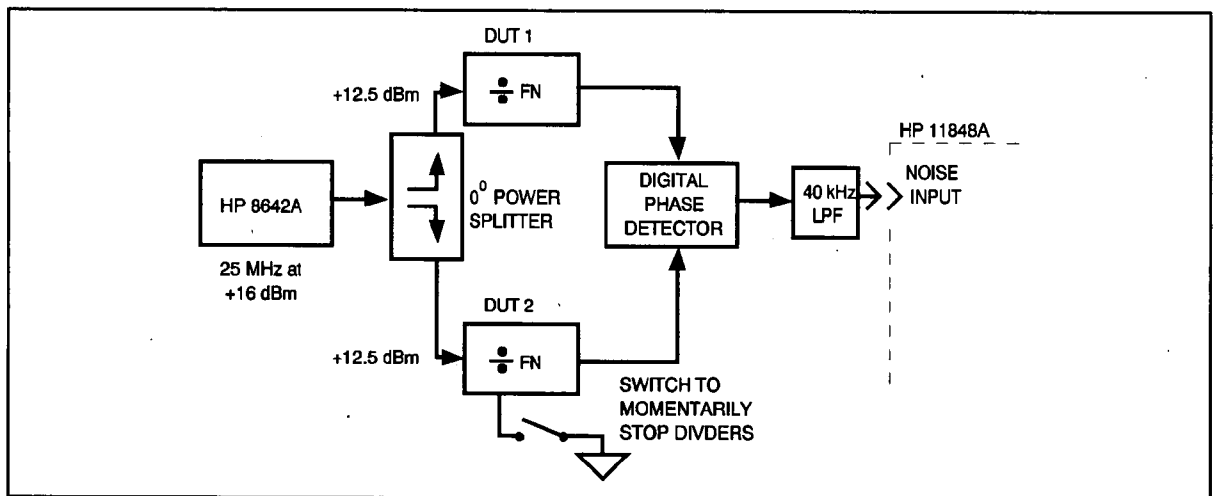 DUT 1
÷ FN
+12.5 dBm
HP 11848A
HP 8642A
0⁰ POWER
SPLITTER
DIGITAL
PHASE
DETECTOR
40 kHz
LPF
NOISE
INPUT
25 MHz at
+16 dBm
DUT 2
+12.5 dBm
÷ FN
SWITCH TO
MOMENTARILY
STOP DIVDERS